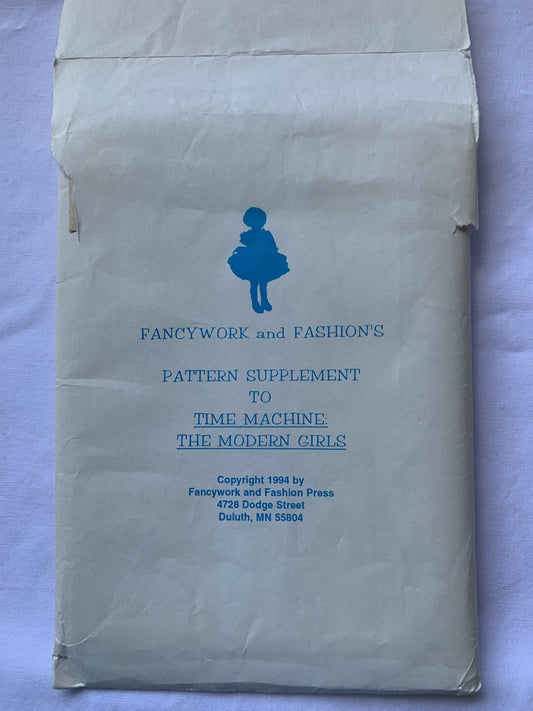 FANCYWORK and FASHION'S
PATTERN SUPPLEMENT
TO
TIME MACHINE:
THE MODERN GIRLS
Copyright 1994 by
Fancywork and Fashion Press
4728 Dodge Street
Duluth, MN 55804